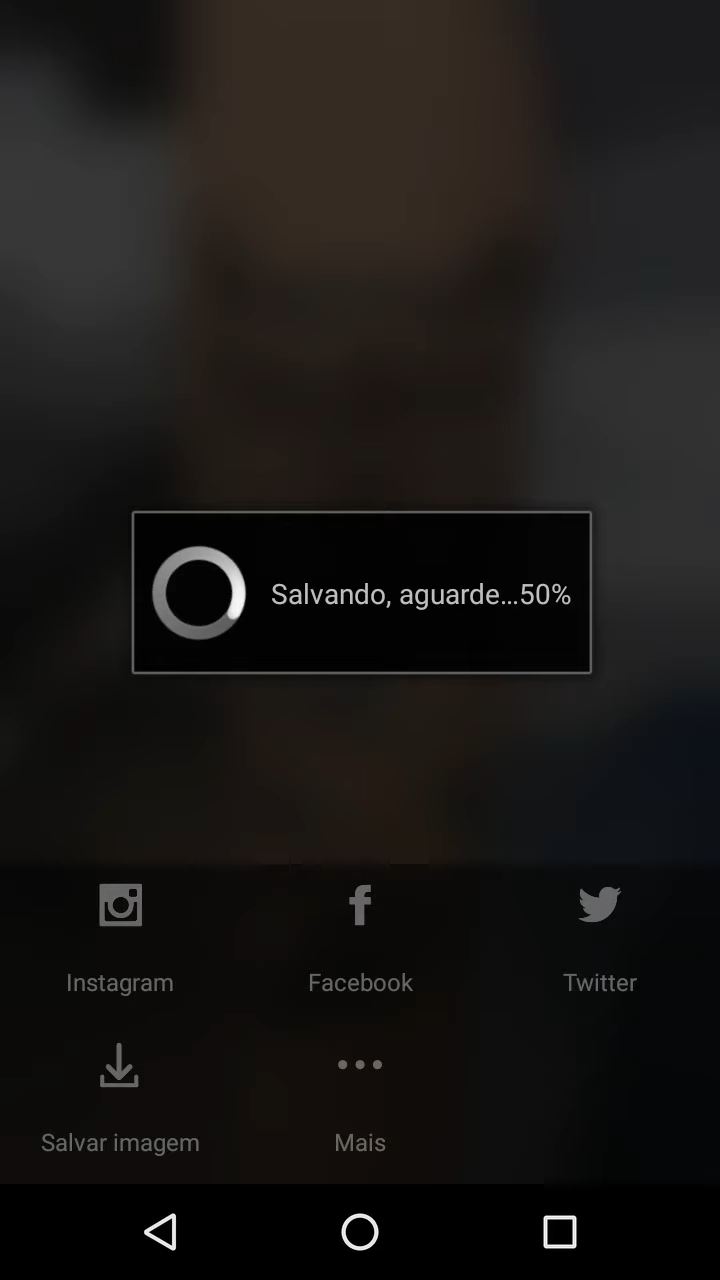 Salvando, aguarde...50%
Instagram
Facebook
Twitter
Salvar imagem
Mais